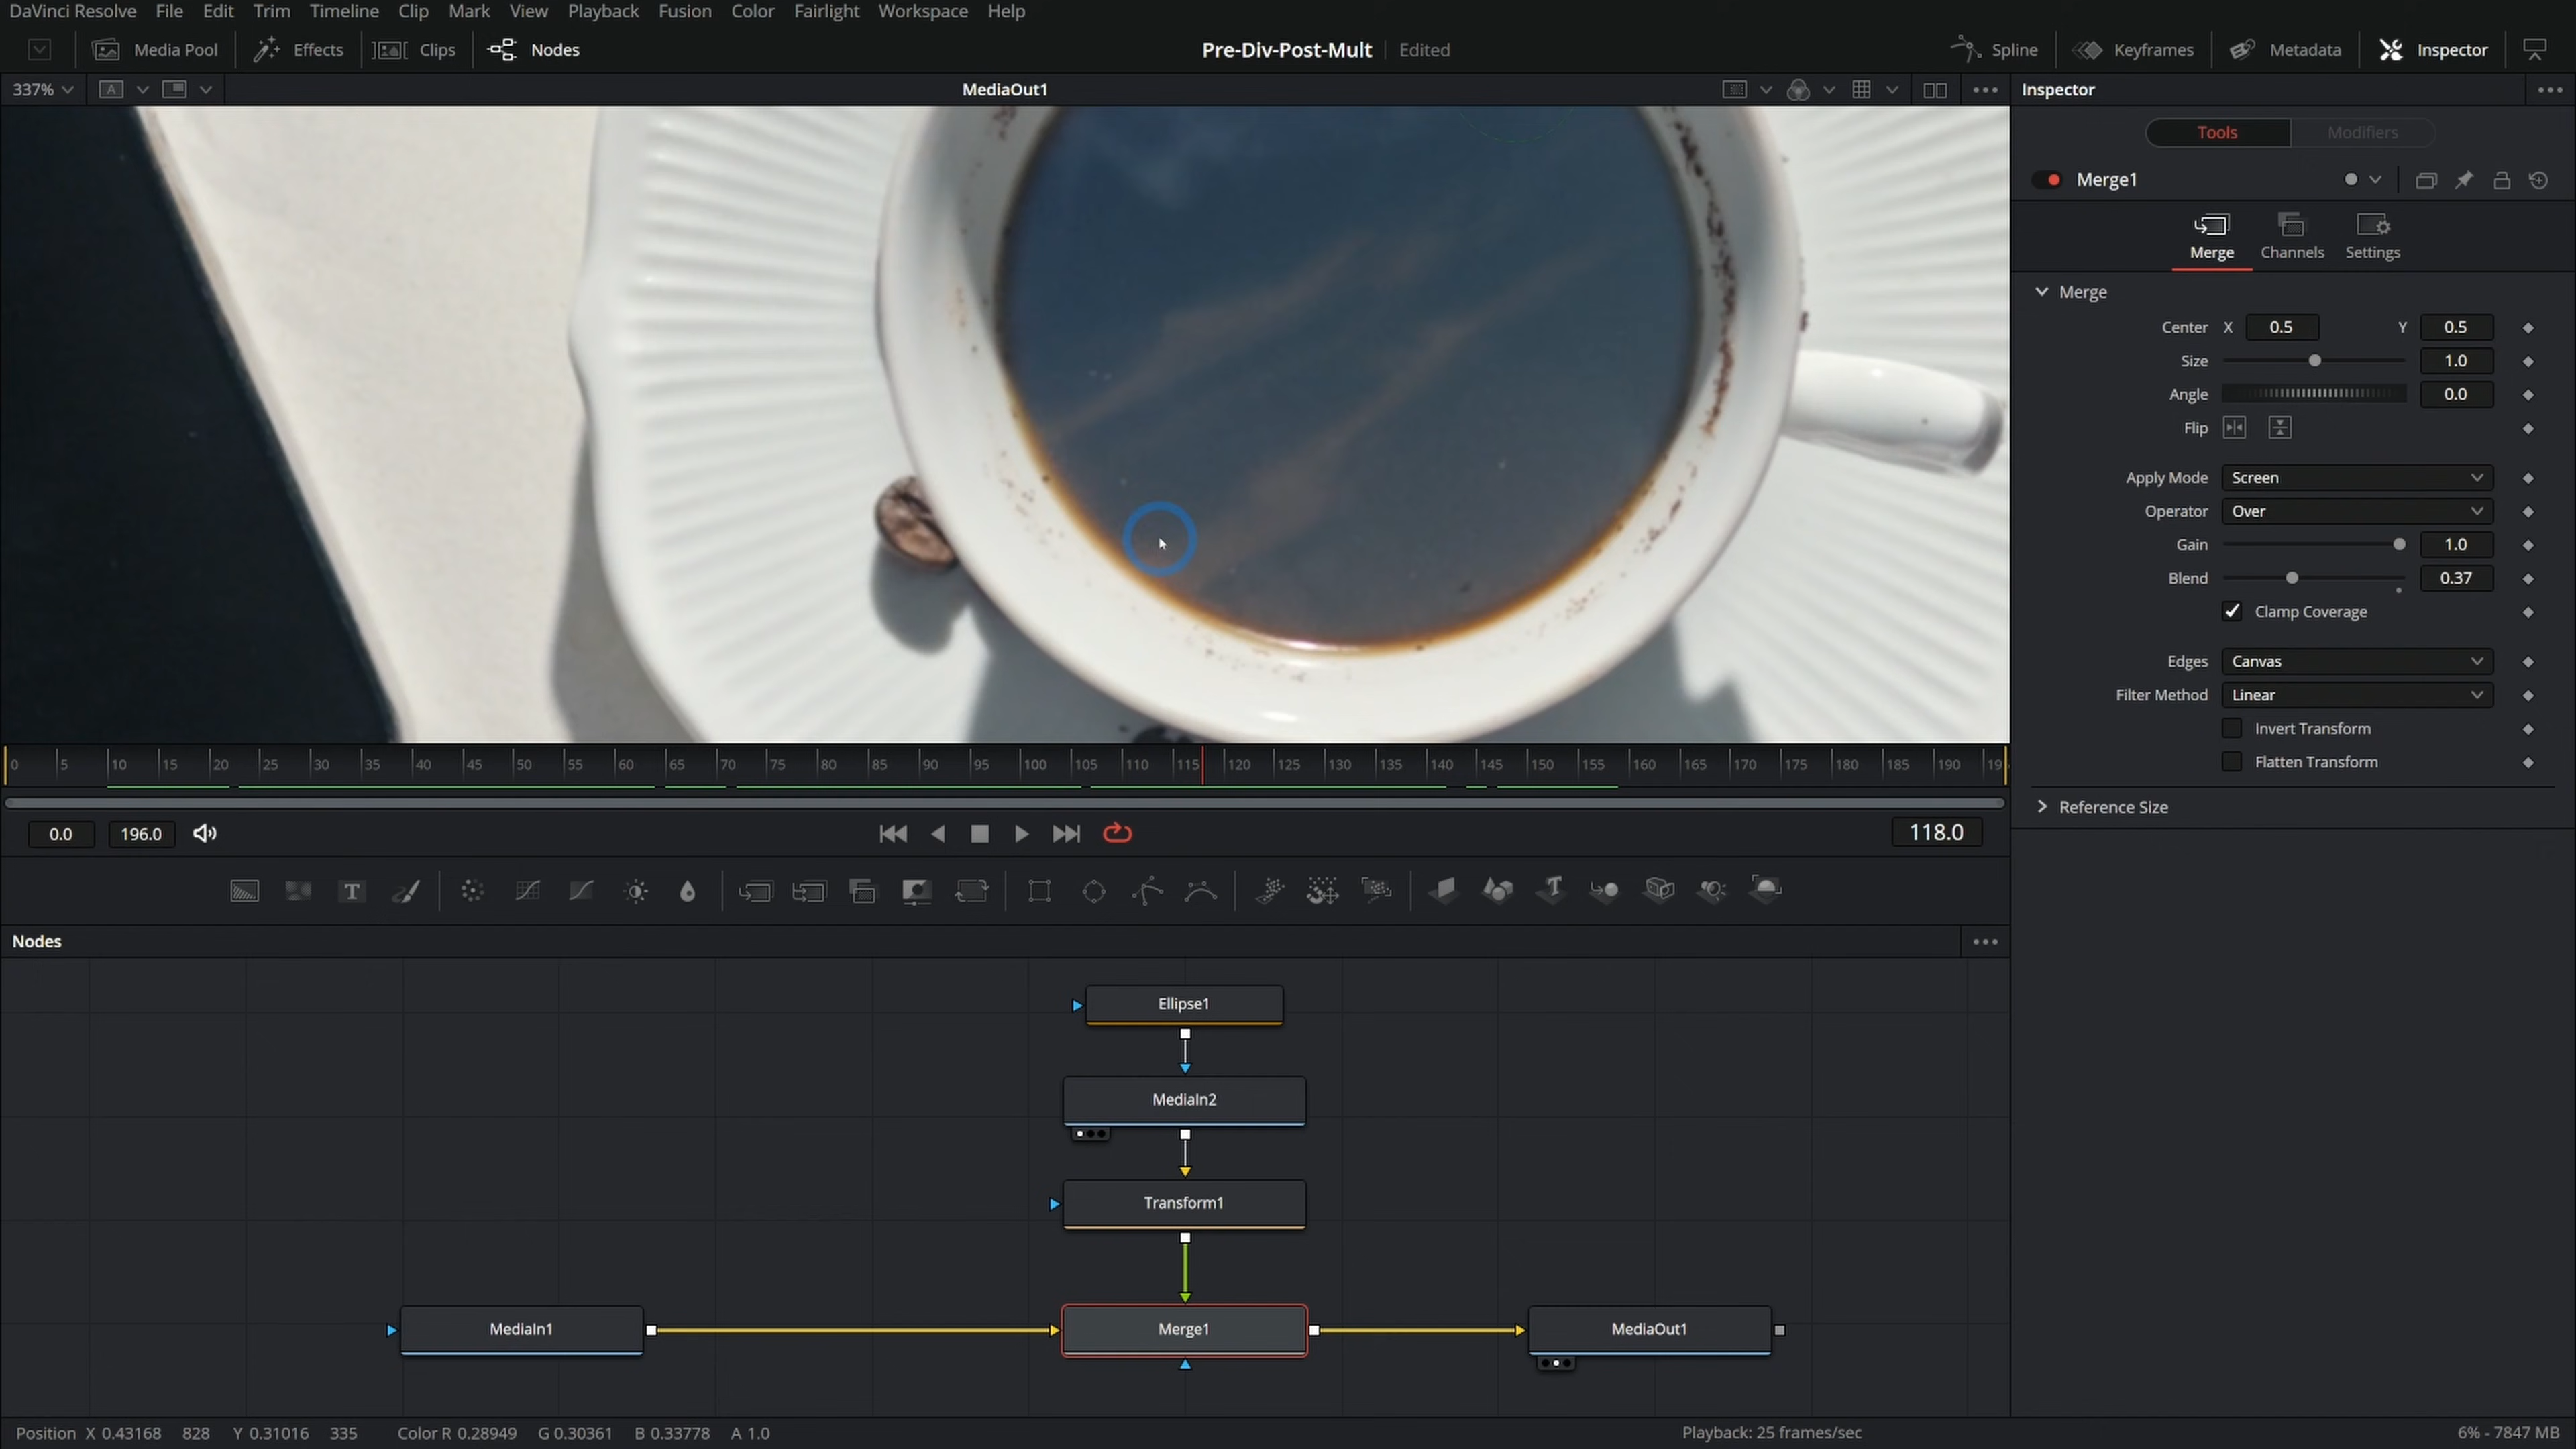 DaVinci Resolve File Edit Trim Timeline Clip Mark View Playback Fusion Color Fairlight Workspace Help
Media Pool Effects Clips Nodes Pre-Div-Post-Mult Edited Spline Keyframes Metadata Inspector
337% A MediaOut1 Inspector
Tools Modifiers
Merge1
Merge Channels Settings
Merge
Center X 0.5 Y 0.5
Size 1.0
Angle 0.0
Flip
Apply Mode Screen
Operator Over
Gain 1.0
Blend 0.37
Clamp Coverage
Edges Canvas
Filter Method Linear
Invert Transform
Flatten Transform
Reference Size
0 5 10 15 20 25 30 35 40 45 50 55 60 65 70 75 80 85 90 95 100 105 110 115 120 125 130 135 140 145 150 155 160 165 170 175 180 185 190 19
0.0 196.0 118.0
T T
Nodes
Ellipse1
MediaIn2
Transform1
MediaIn1 Merge1 MediaOut1
Position X 0.43168 828 Y 0.31016 335 Color R 0.28949 G 0.30361 B 0.33778 A 1.0 Playback: 25 frames/sec 6% - 7847 MB